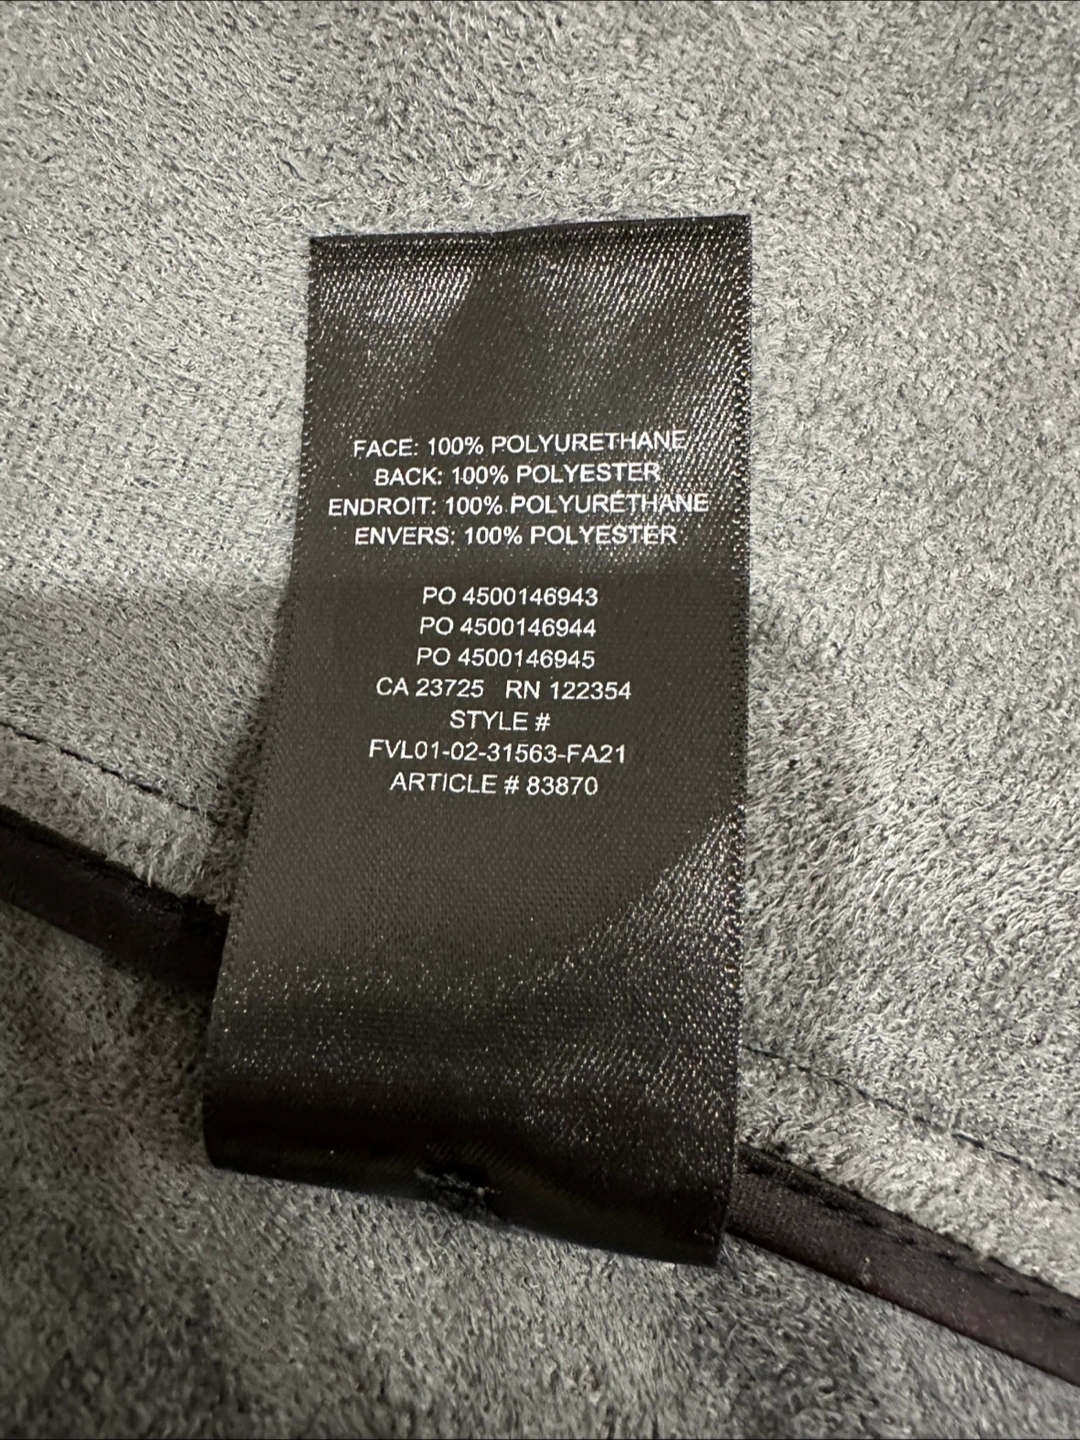 FACE: 100% POLYURETHANE
BACK: 100% POLYESTER
ENDROIT: 100% POLYURÉTHANE
ENVERS: 100% POLYESTER
PO 4500146943
PO 4500146944
PO 4500146945
CA 23725 RN 122354
STYLE #
FVL01-02-31563-FA21
ARTICLE # 83870